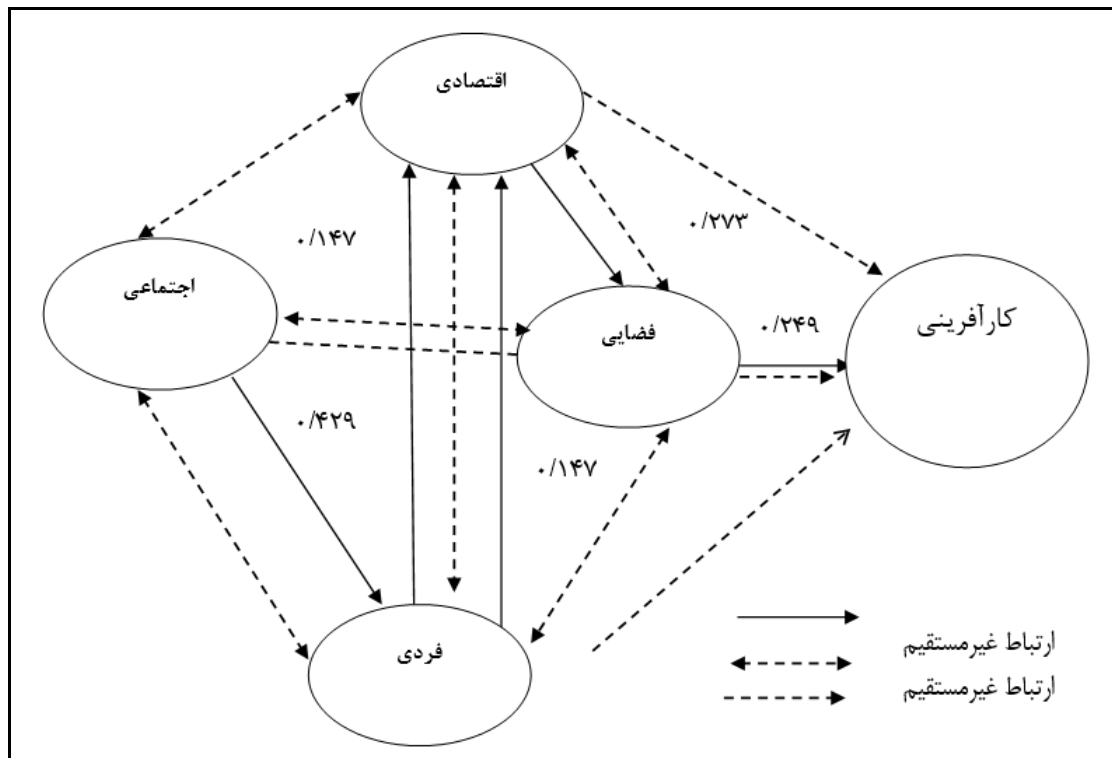 اقتصادی
۰/۲۷۳
۰/۱۴۷
اجتماعی
کارآفرینی
فضایی
۰/۲۴۹
۰/۴۲۹
۰/۱۴۷
فردی
ارتباط غیرمستقیم
ارتباط غیرمستقیم